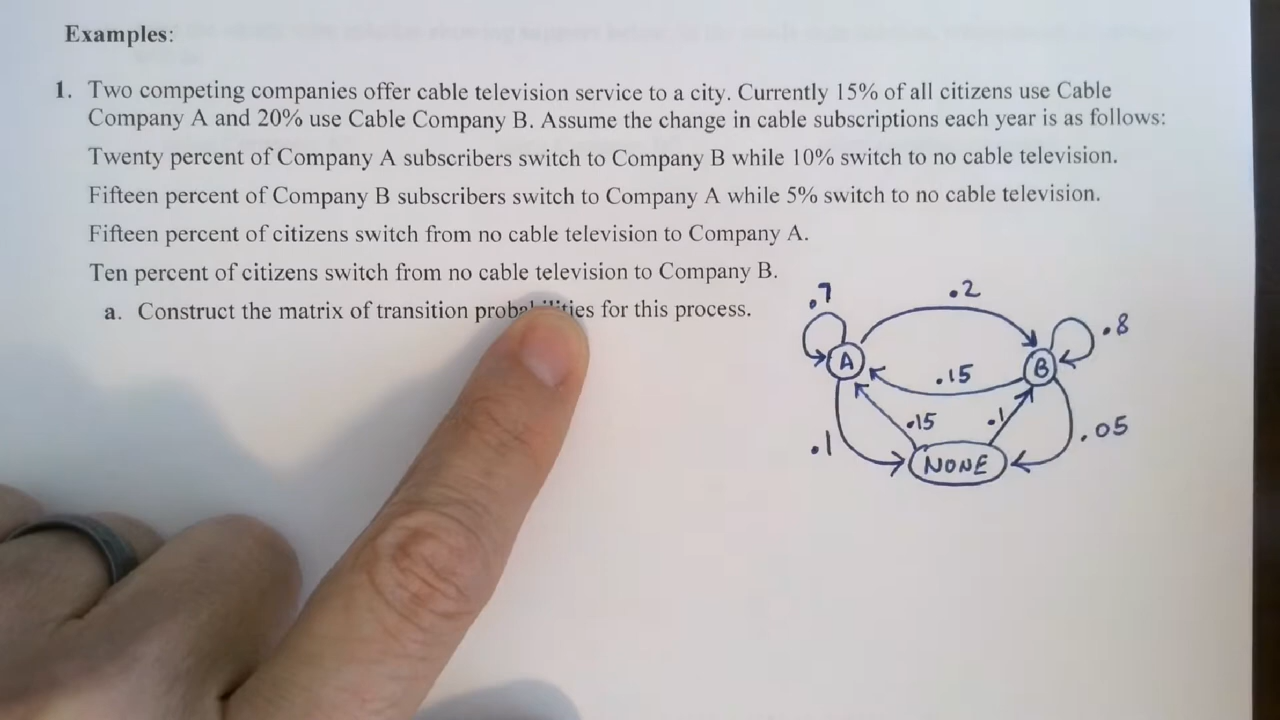 Examples:
1. Two competing companies offer cable television service to a city. Currently 15% of all citizens use Cable
Company A and 20% use Cable Company B. Assume the change in cable subscriptions each year is as follows:
Twenty percent of Company A subscribers switch to Company B while 10% switch to no cable television.
Fifteen percent of Company B subscribers switch to Company A while 5% switch to no cable television.
Fifteen percent of citizens switch from no cable television to Company A.
Ten percent of citizens switch from no cable television to Company B.
a. Construct the matrix of transition probabilities for this process.
.7
.2
.8
A
B
.15
.15
.1
.05
.1
NONE